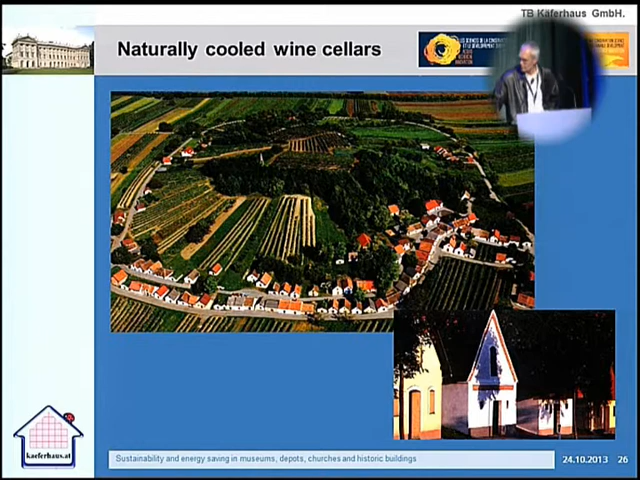 TB Käferhaus GmbH.
Naturally cooled wine cellars
kaeferhaus.at
Sustainability and energy saving in museums, depots, churches and historic buildings
24.10.2013 26